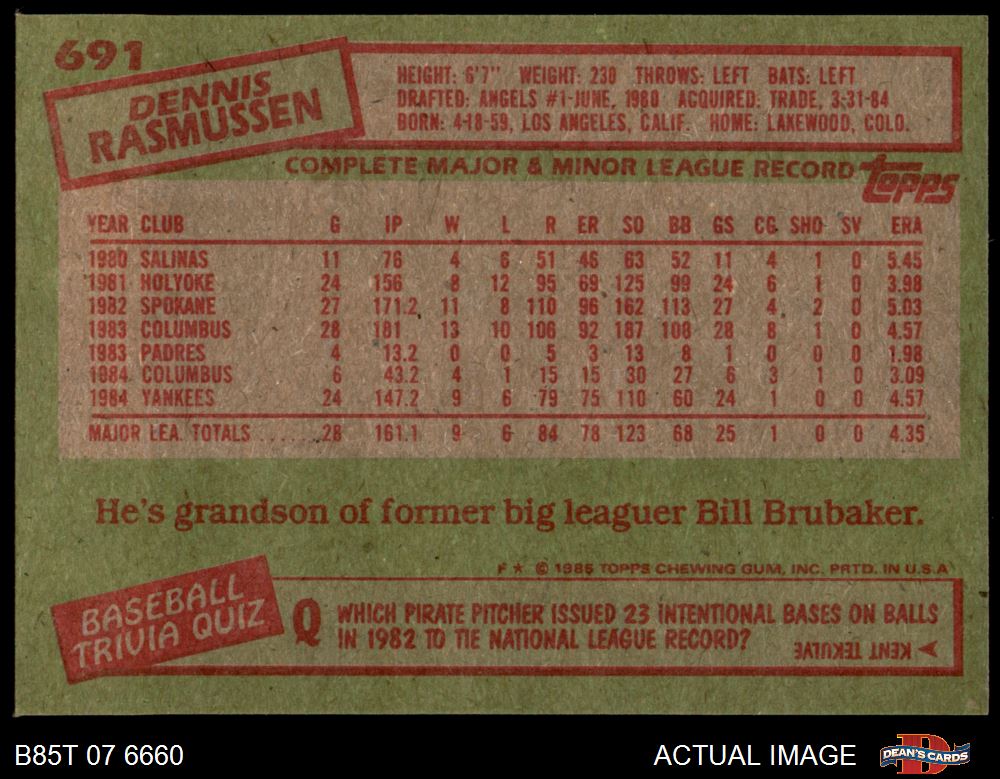 691
DENNIS
RASMUSSEN
HEIGHT: 6'7" WEIGHT: 230 THROWS: LEFT BATS: LEFT
DRAFTED: ANGELS #1-JUNE, 1980 ACQUIRED: TRADE, 3-31-84
BORN: 4-18-59, LOS ANGELES, CALIF. HOME: LAKEWOOD, COLO.
COMPLETE MAJOR & MINOR LEAGUE RECORD topps
YEAR CLUB G IP W L R ER SO BB GS CG SHO SV ERA
1980 SALINAS 11 76 4 6 51 46 63 52 11 4 1 0 5.45
1981 HOLYOKE 24 156 8 12 95 69 125 99 24 6 1 0 3.98
1982 SPOKANE 27 171.2 11 8 110 96 162 113 27 4 2 0 5.03
1983 COLUMBUS 28 181 13 10 106 92 187 108 28 8 1 0 4.57
1983 PADRES 4 13.2 0 0 5 3 13 8 1 0 0 0 1.98
1984 COLUMBUS 6 43.2 4 1 15 15 30 27 6 3 1 0 3.09
1984 YANKEES 24 147.2 9 6 79 75 110 60 24 1 0 0 4.57
MAJOR LEA. TOTALS ...... 28 161.1 9 6 84 78 123 68 25 1 0 0 4.35
He's grandson of former big leaguer Bill Brubaker.
F ★ © 1985 TOPPS CHEWING GUM, INC. PRTD. IN U.S.A
BASEBALL
TRIVIA QUIZ
Q WHICH PIRATE PITCHER ISSUED 23 INTENTIONAL BASES ON BALLS
IN 1982 TO TIE NATIONAL LEAGUE RECORD?
KENT TEKULVE
B85T 07 6660
ACTUAL IMAGE
DEAN'S CARDS